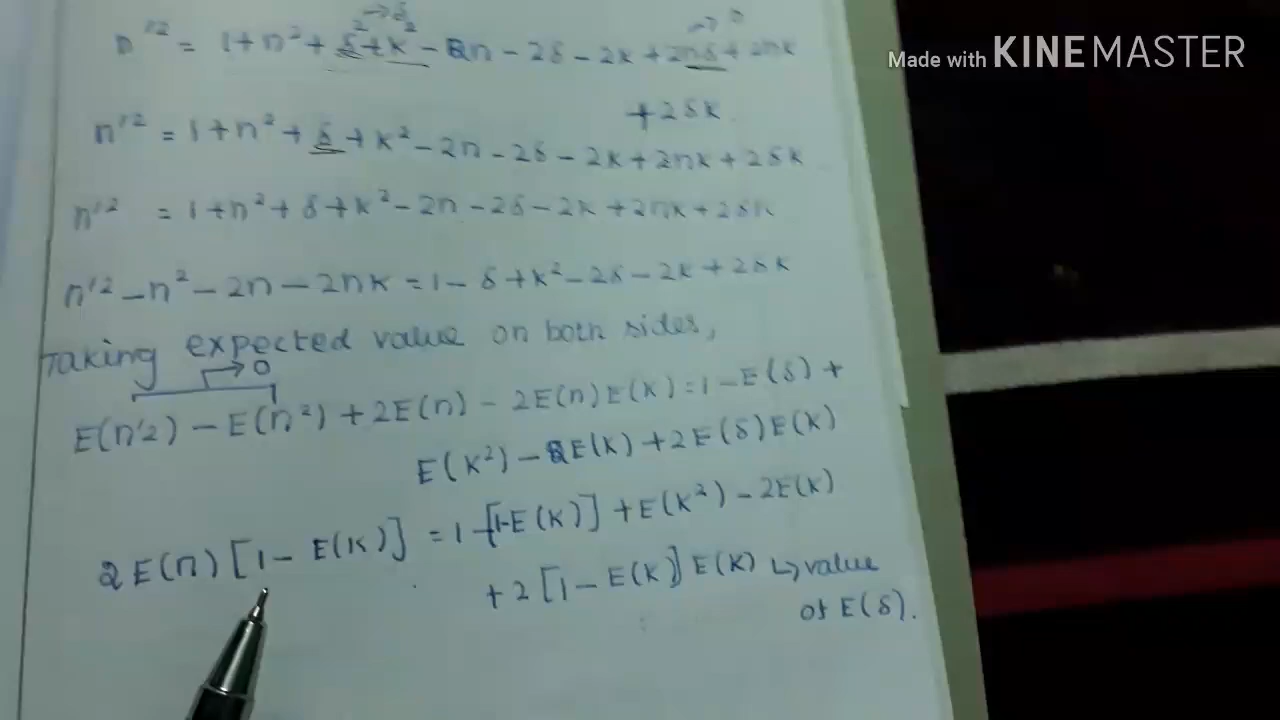 Made with KINEMASTER
n'² = 1+n²+δ²+k² - 2n - 2δ - 2k + 2nδ + 2nk
+2δk
n'² = 1+n² + δ + k² - 2n - 2δ - 2k + 2nk + 2δk
n'² = 1+n²+ δ+k² - 2n - 2δ - 2k + 2nk + 2δk
n'² - n² - 2n - 2nk = 1 - δ + k² - 2δ - 2k + 2δk
Taking expected value on both sides,
→0
E(n'2) - E(n²) + 2E(n) - 2E(n)E(k) = 1 - E(δ) +
E(k²) - 2E(k) + 2E(δ)E(k)
2E(n)[1 - E(k)] = 1 - [1-E(k)] + E(k²) - 2E(k)
+ 2[1 - E(k)] E(k) ↳ value
of E(δ).